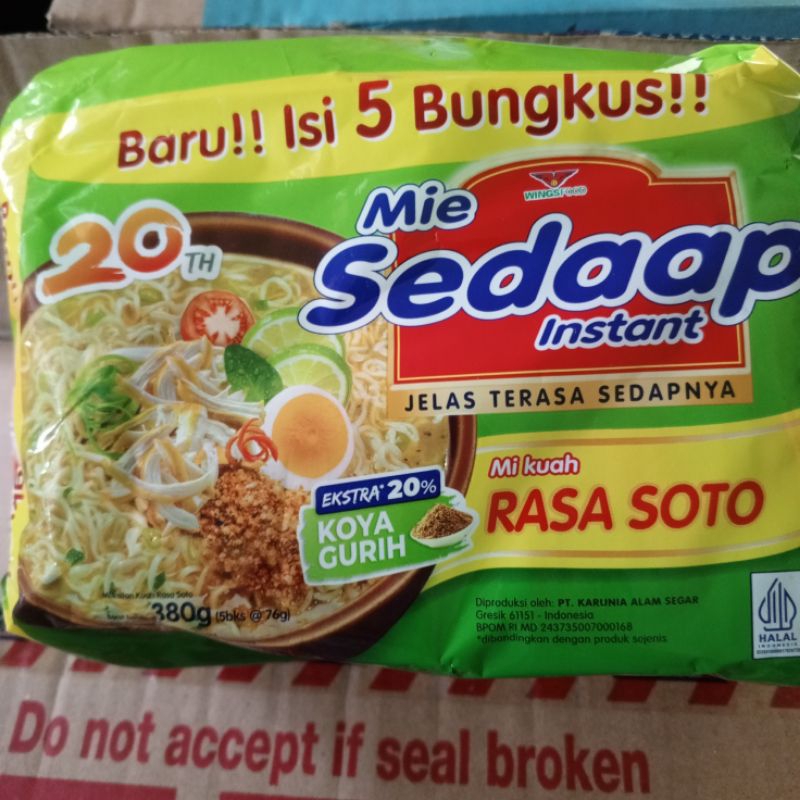 Baru!! Isi 5 Bungkus!!
WINGSFOOD
Mie
Sedaap
Instant
JELAS TERASA SEDAPNYA
20TH
Mi kuah
RASA SOTO
EKSTRA* 20%
KOYA
GURIH
380g (5bks @ 76g)
Diproduksi oleh: PT. KARUNIA ALAM SEGAR
Gresik 61151 - Indonesia
BPOM RI MD 243735007000168
*dibandingkan dengan produk sejenis
HALAL
INDONESIA
Do not accept if seal broken